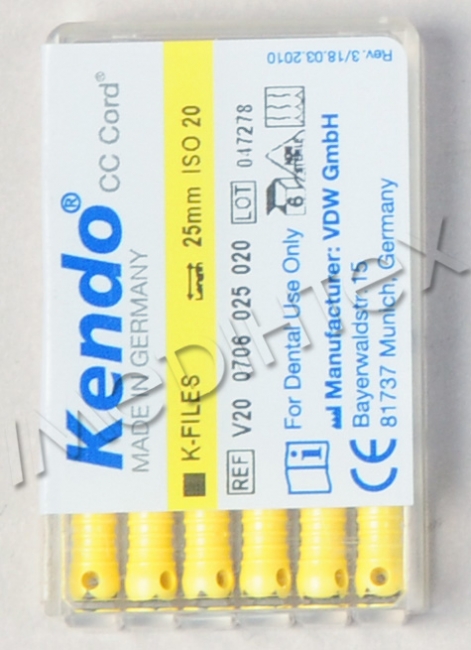 Kendo® CC Cord®
MADE IN GERMANY
K-FILES 25mm ISO 20
REF V20 0706 025 020 LOT 047278
For Dental Use Only 6
Manufacturer: VDW GmbH
Bayerwaldstr. 15
81737 Munich, Germany
CE
Rev. 3/18.03.2010